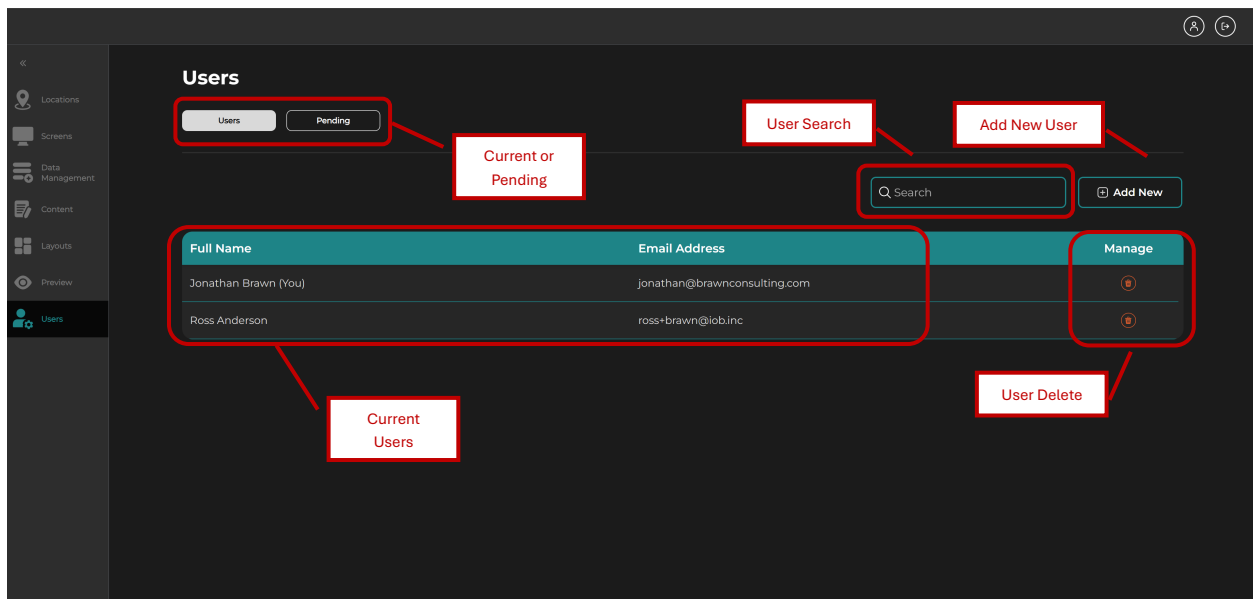 «
Locations
Screens
Data
Management
Content
Layouts
Preview
Users
Users
Users
Pending
Current or
Pending
User Search
Add New User
Search
Add New
Full Name
Email Address
Manage
Jonathan Brawn (You)
jonathan@brawnconsulting.com
Ross Anderson
ross+brawn@iob.inc
User Delete
Current
Users